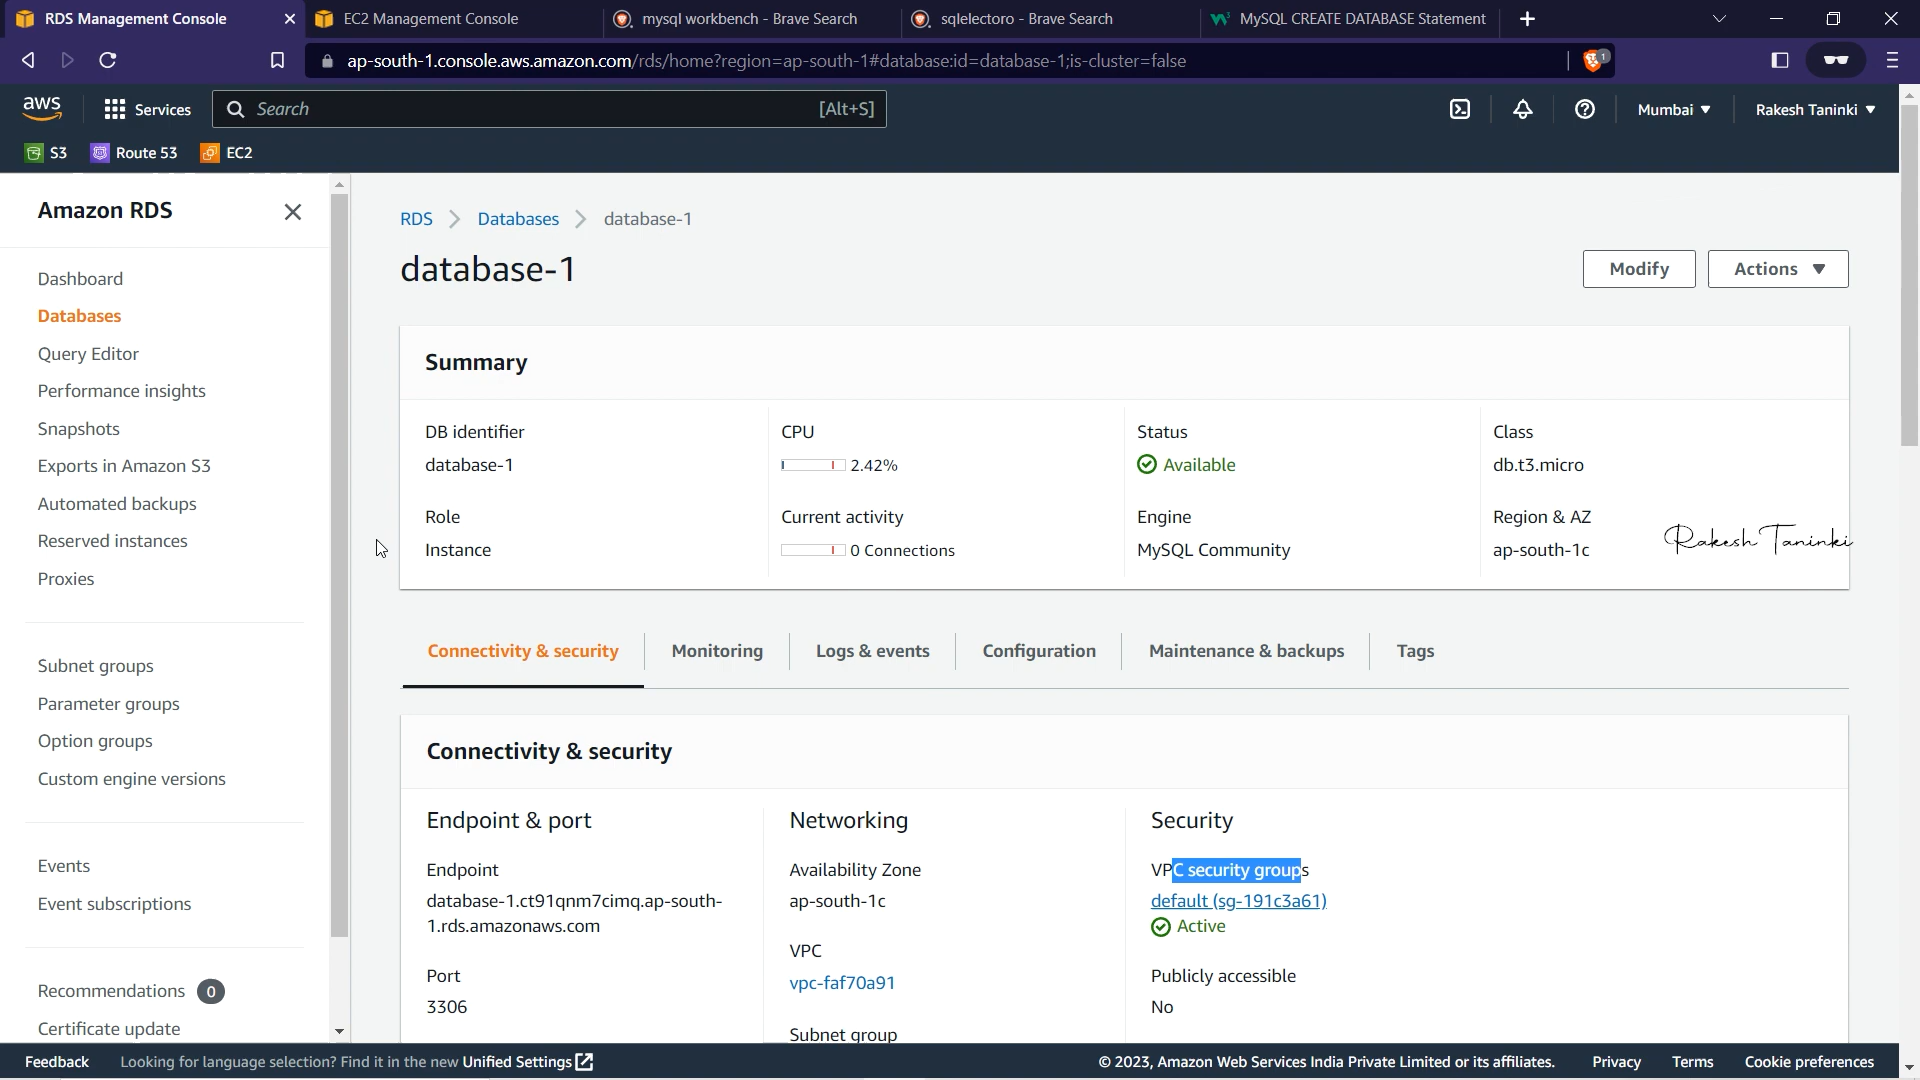 RDS Management Console
EC2 Management Console
mysql workbench - Brave Search
sqlelectoro - Brave Search
MySQL CREATE DATABASE Statement
ap-south-1.console.aws.amazon.com/rds/home?region=ap-south-1#database:id=database-1;is-cluster=false
1
aws
Services
Search
[Alt+S]
Mumbai
Rakesh Taninki
S3
Route 53
EC2
Amazon RDS
Dashboard
Databases
Query Editor
Performance insights
Snapshots
Exports in Amazon S3
Automated backups
Reserved instances
Proxies
Subnet groups
Parameter groups
Option groups
Custom engine versions
Events
Event subscriptions
Recommendations 0
Certificate update
RDS > Databases > database-1
database-1
Modify
Actions
Summary
DB identifier
database-1
CPU
2.42%
Status
Available
Class
db.t3.micro
Role
Instance
Current activity
0 Connections
Engine
MySQL Community
Region & AZ
ap-south-1c
Rakesh Taninki
Connectivity & security
Monitoring
Logs & events
Configuration
Maintenance & backups
Tags
Connectivity & security
Endpoint & port
Endpoint
database-1.ct91qnm7cimq.ap-south-
1.rds.amazonaws.com
Port
3306
Networking
Availability Zone
ap-south-1c
VPC
vpc-faf70a91
Subnet group
Security
VPC security groups
default (sg-191c3a61)
Active
Publicly accessible
No
Feedback
Looking for language selection? Find it in the new Unified Settings
© 2023, Amazon Web Services India Private Limited or its affiliates.
Privacy
Terms
Cookie preferences